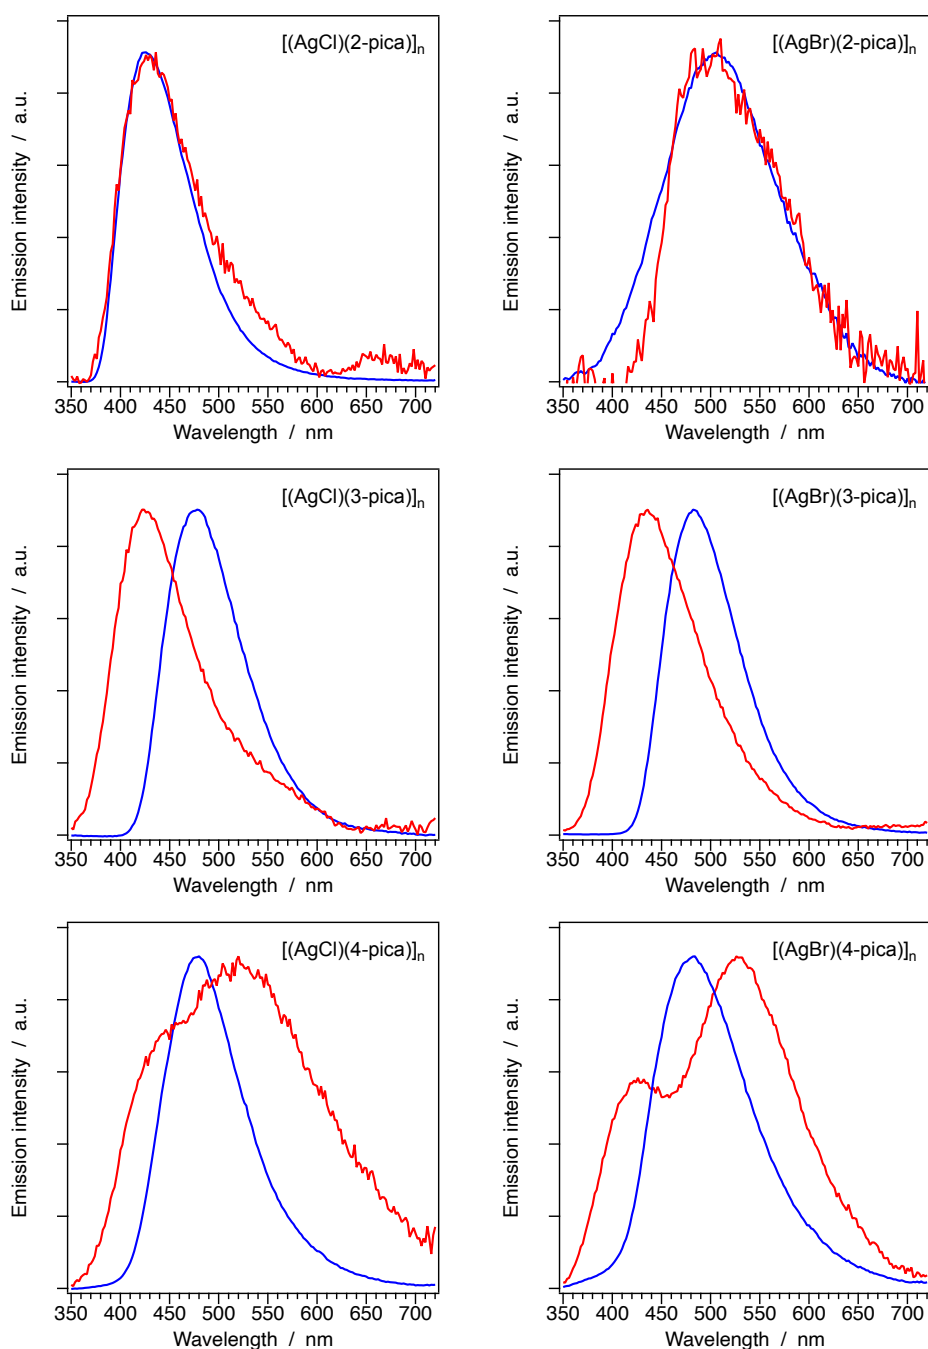 [(AgCl)(2-pica)]n
Emission intensity / a.u.
350 400 450 500 550 600 650 700
Wavelength / nm
[(AgBr)(2-pica)]n
Emission intensity / a.u.
350 400 450 500 550 600 650 700
Wavelength / nm
[(AgCl)(3-pica)]n
Emission intensity / a.u.
350 400 450 500 550 600 650 700
Wavelength / nm
[(AgBr)(3-pica)]n
Emission intensity / a.u.
350 400 450 500 550 600 650 700
Wavelength / nm
[(AgCl)(4-pica)]n
Emission intensity / a.u.
350 400 450 500 550 600 650 700
Wavelength / nm
[(AgBr)(4-pica)]n
Emission intensity / a.u.
350 400 450 500 550 600 650 700
Wavelength / nm